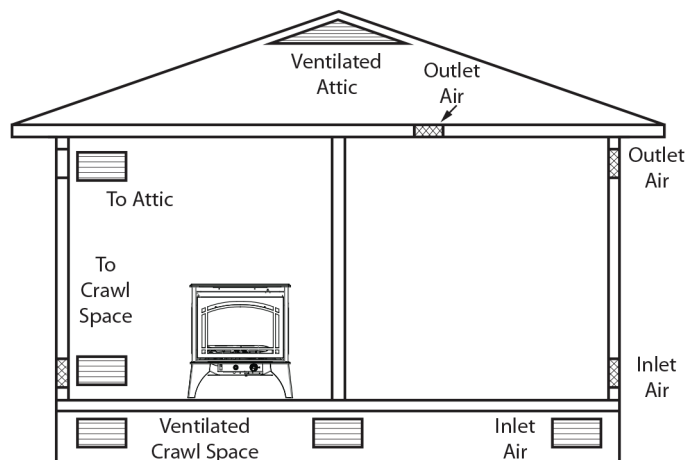 Ventilated
Attic
Outlet
Air
Outlet
Air
To Attic
To
Crawl
Space
Inlet
Air
Ventilated
Crawl Space
Inlet
Air